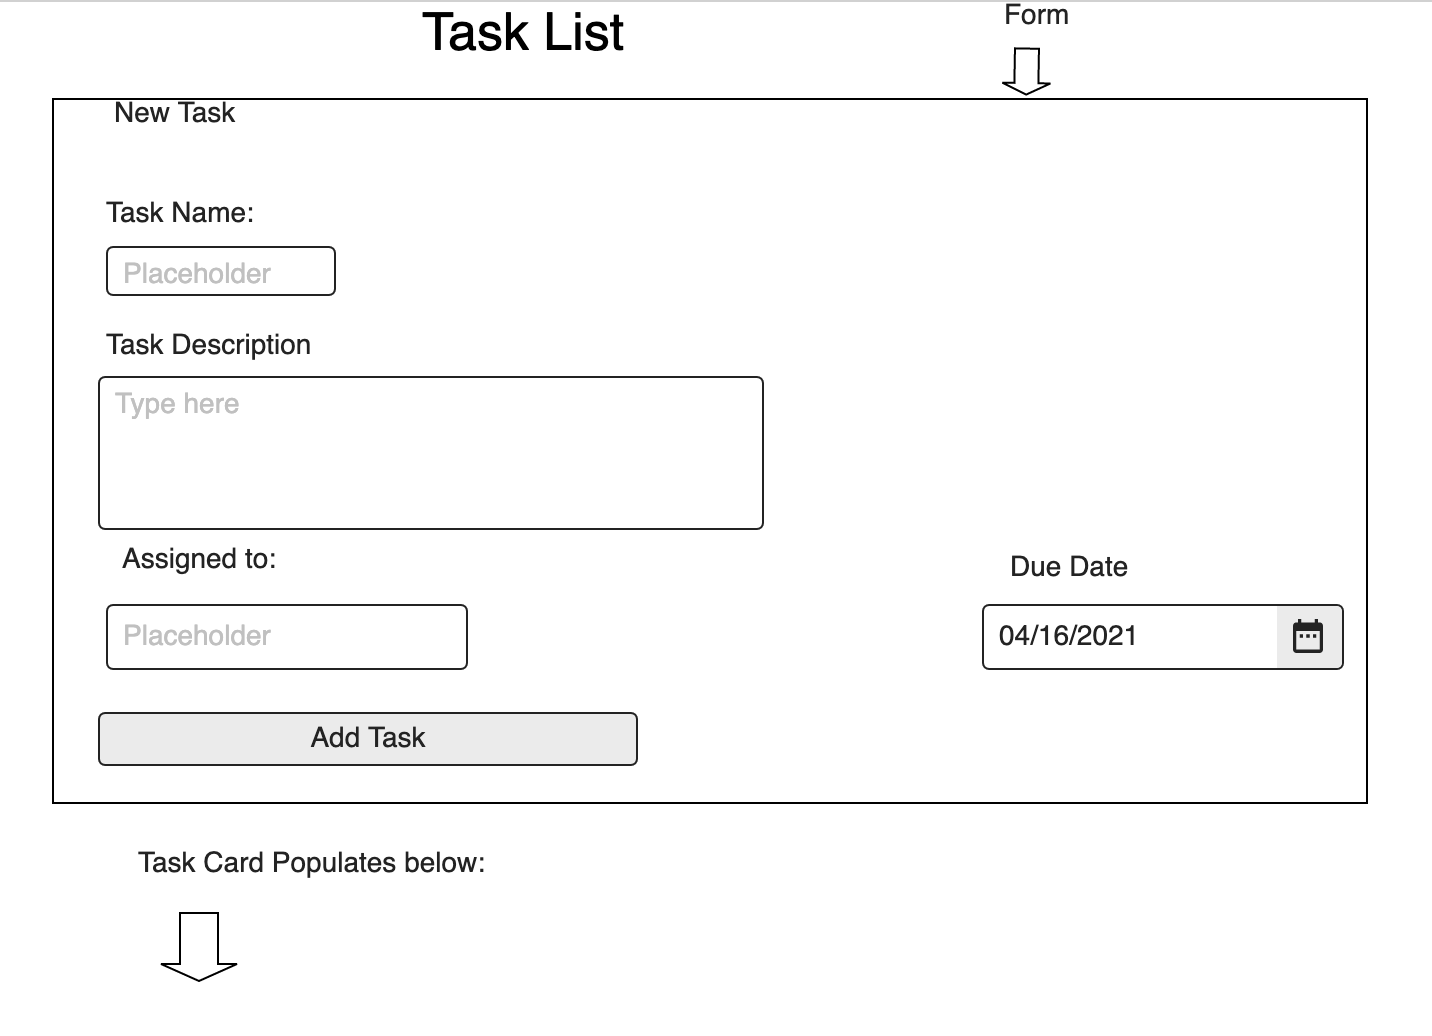 Task List
Form
New Task
Task Name:
Placeholder
Task Description
Type here
Assigned to:
Due Date
Placeholder
04/16/2021
Add Task
Task Card Populates below: